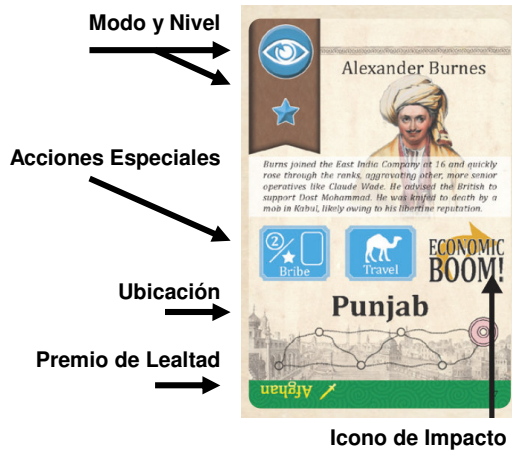 Modo y Nivel
Alexander Burnes
Acciones Especiales
Burns joined the East India Company at 16 and quickly
rose through the ranks, aggravating other, more senior
operatives like Claude Wade. He advised the British to
support Dost Mohammad. He was knifed to death by a
mob in Kabul, likely owing to his libertine reputation.
2
Bribe
Travel
ECONOMIC
BOOM!
Ubicación
Punjab
Premio de Lealtad
Afghan
Icono de Impacto